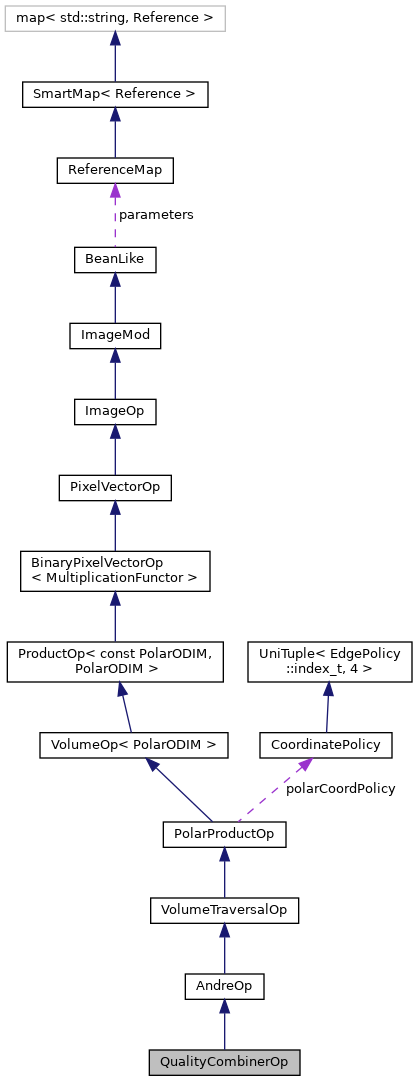 map< std::string, Reference >
SmartMap< Reference >
ReferenceMap
parameters
BeanLike
ImageMod
ImageOp
PixelVectorOp
BinaryPixelVectorOp
< MultiplicationFunctor >
ProductOp< const PolarODIM,
PolarODIM >
UniTuple< EdgePolicy
::index_t, 4 >
VolumeOp< PolarODIM >
CoordinatePolicy
polarCoordPolicy
PolarProductOp
VolumeTraversalOp
AndreOp
QualityCombinerOp